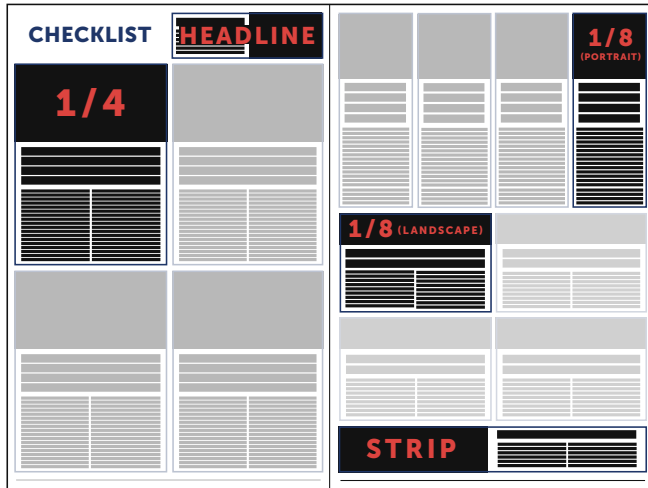 CHECKLIST
HEADLINE
1/4
1/8
(PORTRAIT)
1/8 (LANDSCAPE)
STRIP